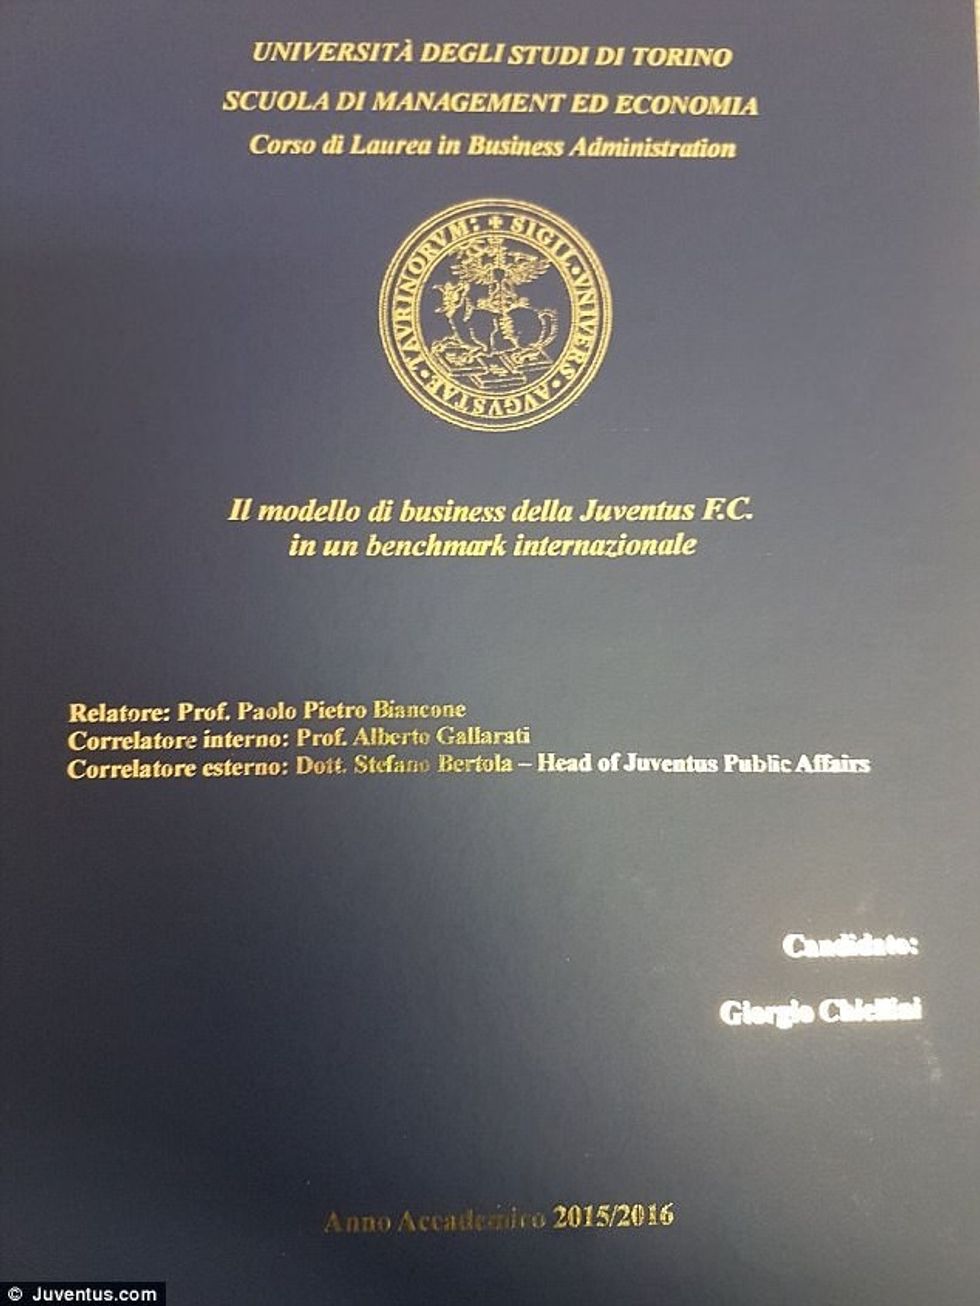 UNIVERSITÀ DEGLI STUDI DI TORINO
SCUOLA DI MANAGEMENT ED ECONOMIA
Corso di Laurea in Business Administration
✠ SIGIL · VNIVERS · AVGVSTAE · TAVRINORVM:
Il modello di business della Juventus F.C.
in un benchmark internazionale
Relatore: Prof. Paolo Pietro Biancone
Correlatore interno: Prof. Alberto Gallarati
Correlatore esterno: Dott. Stefano Bertola – Head of Juventus Public Affairs
Candidato:
Giorgio Chiellini
Anno Accademico 2015/2016
© Juventus.com